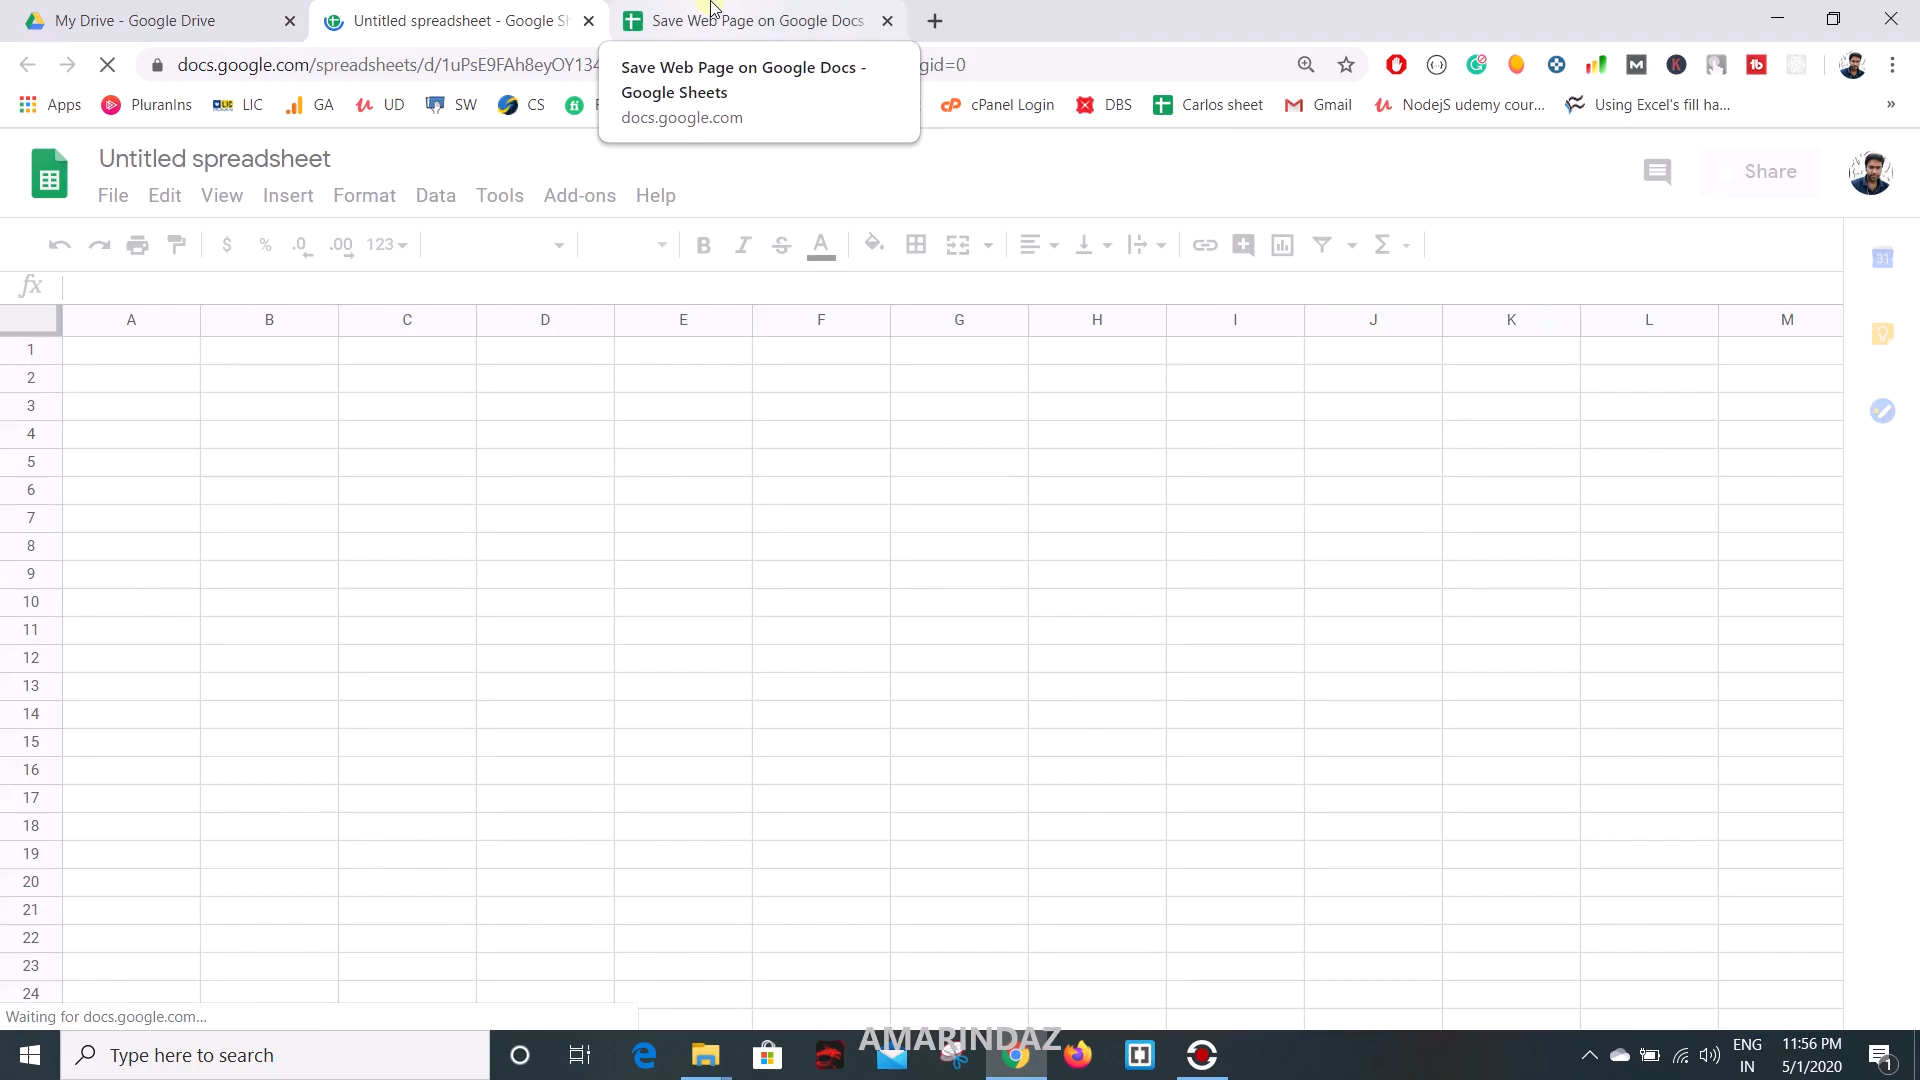 My Drive - Google Drive
Untitled spreadsheet - Google Sh
Save Web Page on Google Docs -
docs.google.com/spreadsheets/d/1uPsE9FAh8eyOY134
gid=0
Save Web Page on Google Docs -
Google Sheets
docs.google.com
Apps
PluranIns
LIC
GA
UD
SW
CS
cPanel Login
DBS
Carlos sheet
Gmail
NodejS udemy cour...
Using Excel's fill ha...
»
Untitled spreadsheet
Share
File Edit View Insert Format Data Tools Add-ons Help
$ % .0 .00 123
B I S A
31
fx
A B C D E F G H I J K L M
1
2
3
4
5
6
7
8
9
10
11
12
13
14
15
16
17
18
19
20
21
22
23
24
Waiting for docs.google.com...
AMARINDAZ
Type here to search
ENG
IN
11:56 PM
5/1/2020
1